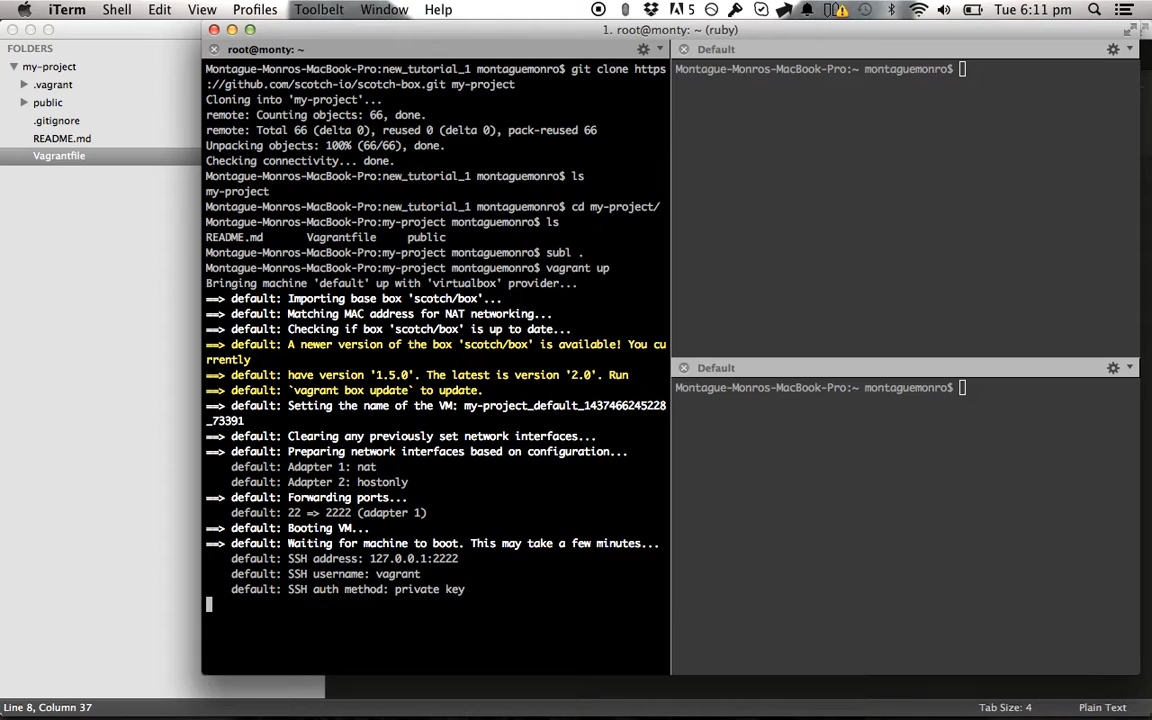 iTerm Shell Edit View Profiles Toolbelt Window Help 5 Tue 6:11 pm
1. root@monty: ~ (ruby)
FOLDERS
my-project
.vagrant
public
.gitignore
README.md
Vagrantfile
root@monty: ~
Montague-Monros-MacBook-Pro:new_tutorial_1 montaguemonro$ git clone https
://github.com/scotch-io/scotch-box.git my-project
Cloning into 'my-project'...
remote: Counting objects: 66, done.
remote: Total 66 (delta 0), reused 0 (delta 0), pack-reused 66
Unpacking objects: 100% (66/66), done.
Checking connectivity... done.
Montague-Monros-MacBook-Pro:new_tutorial_1 montaguemonro$ ls
my-project
Montague-Monros-MacBook-Pro:new_tutorial_1 montaguemonro$ cd my-project/
Montague-Monros-MacBook-Pro:my-project montaguemonro$ ls
README.md Vagrantfile public
Montague-Monros-MacBook-Pro:my-project montaguemonro$ subl .
Montague-Monros-MacBook-Pro:my-project montaguemonro$ vagrant up
Bringing machine 'default' up with 'virtualbox' provider...
==> default: Importing base box 'scotch/box'...
==> default: Matching MAC address for NAT networking...
==> default: Checking if box 'scotch/box' is up to date...
==> default: A newer version of the box 'scotch/box' is available! You cu
rrently
==> default: have version '1.5.0'. The latest is version '2.0'. Run
==> default: `vagrant box update` to update.
==> default: Setting the name of the VM: my-project_default_1437466245228
_73391
==> default: Clearing any previously set network interfaces...
==> default: Preparing network interfaces based on configuration...
default: Adapter 1: nat
default: Adapter 2: hostonly
==> default: Forwarding ports...
default: 22 => 2222 (adapter 1)
==> default: Booting VM...
==> default: Waiting for machine to boot. This may take a few minutes...
default: SSH address: 127.0.0.1:2222
default: SSH username: vagrant
default: SSH auth method: private key
Default
Montague-Monros-MacBook-Pro:~ montaguemonro$
Default
Montague-Monros-MacBook-Pro:~ montaguemonro$
Line 8, Column 37
Tab Size: 4
Plain Text